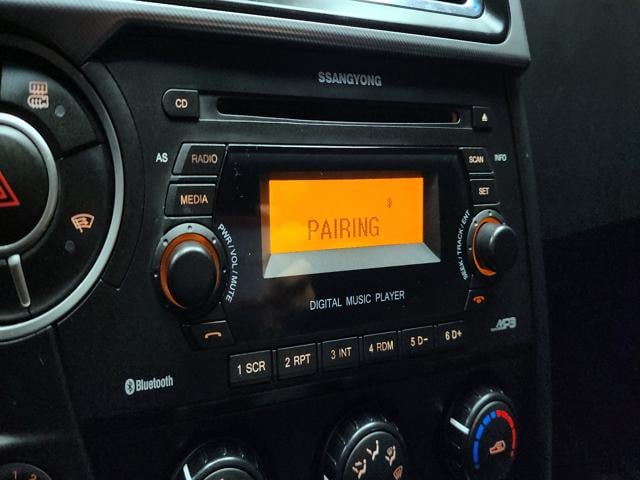 SSANGYONG
CD
AS
RADIO
SCAN
INFO
MEDIA
SET
PAIRING
PWR / VOL / MUTE
SEEK / TRACK / ENT
DIGITAL MUSIC PLAYER
1 SCR
2 RPT
3 INT
4 RDM
5 D-
6 D+
MP3
Bluetooth